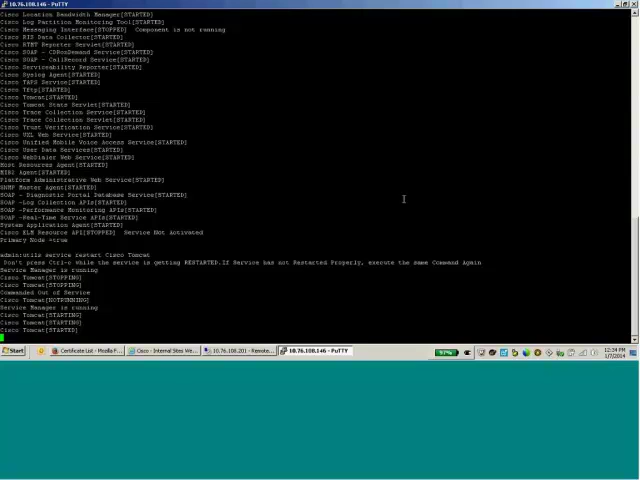 10.76.108.146 - PuTTY
Cisco Location Bandwidth Manager[STARTED]
Cisco Log Partition Monitoring Tool[STARTED]
Cisco Messaging Interface[STOPPED]  Component is not running
Cisco RIS Data Collector[STARTED]
Cisco RTMT Reporter Servlet[STARTED]
Cisco SOAP - CDRonDemand Service[STARTED]
Cisco SOAP - CallRecord Service[STARTED]
Cisco Serviceability Reporter[STARTED]
Cisco Syslog Agent[STARTED]
Cisco TAPS Service[STARTED]
Cisco Tftp[STARTED]
Cisco Tomcat[STARTED]
Cisco Tomcat Stats Servlet[STARTED]
Cisco Trace Collection Service[STARTED]
Cisco Trace Collection Servlet[STARTED]
Cisco Trust Verification Service[STARTED]
Cisco UXL Web Service[STARTED]
Cisco Unified Mobile Voice Access Service[STARTED]
Cisco User Data Services[STARTED]
Cisco WebDialer Web Service[STARTED]
Host Resources Agent[STARTED]
MIB2 Agent[STARTED]
Platform Administrative Web Service[STARTED]
SNMP Master Agent[STARTED]
SOAP - Diagnostic Portal Database Service[STARTED]
SOAP -Log Collection APIs[STARTED]
SOAP -Performance Monitoring APIs[STARTED]
SOAP -Real-Time Service APIs[STARTED]
System Application Agent[STARTED]
Cisco ELM Resource API[STOPPED]  Service Not Activated
Primary Node =true
admin:utils service restart Cisco Tomcat
Don't press Ctrl-c while the service is getting RESTARTED.If Service has not Restarted Properly, execute the same Command Again
Service Manager is running
Cisco Tomcat[STOPPING]
Cisco Tomcat[STOPPING]
Commanded Out of Service
Cisco Tomcat[NOTRUNNING]
Service Manager is running
Cisco Tomcat[STARTING]
Cisco Tomcat[STARTING]
Cisco Tomcat[STARTED]
Start
Certificate List - Mozilla F...
Cisco - Internal Sites We...
10.76.108.201 - Remote...
10.76.108.146 - PuTTY
97%
12:34 PM
1/7/2014